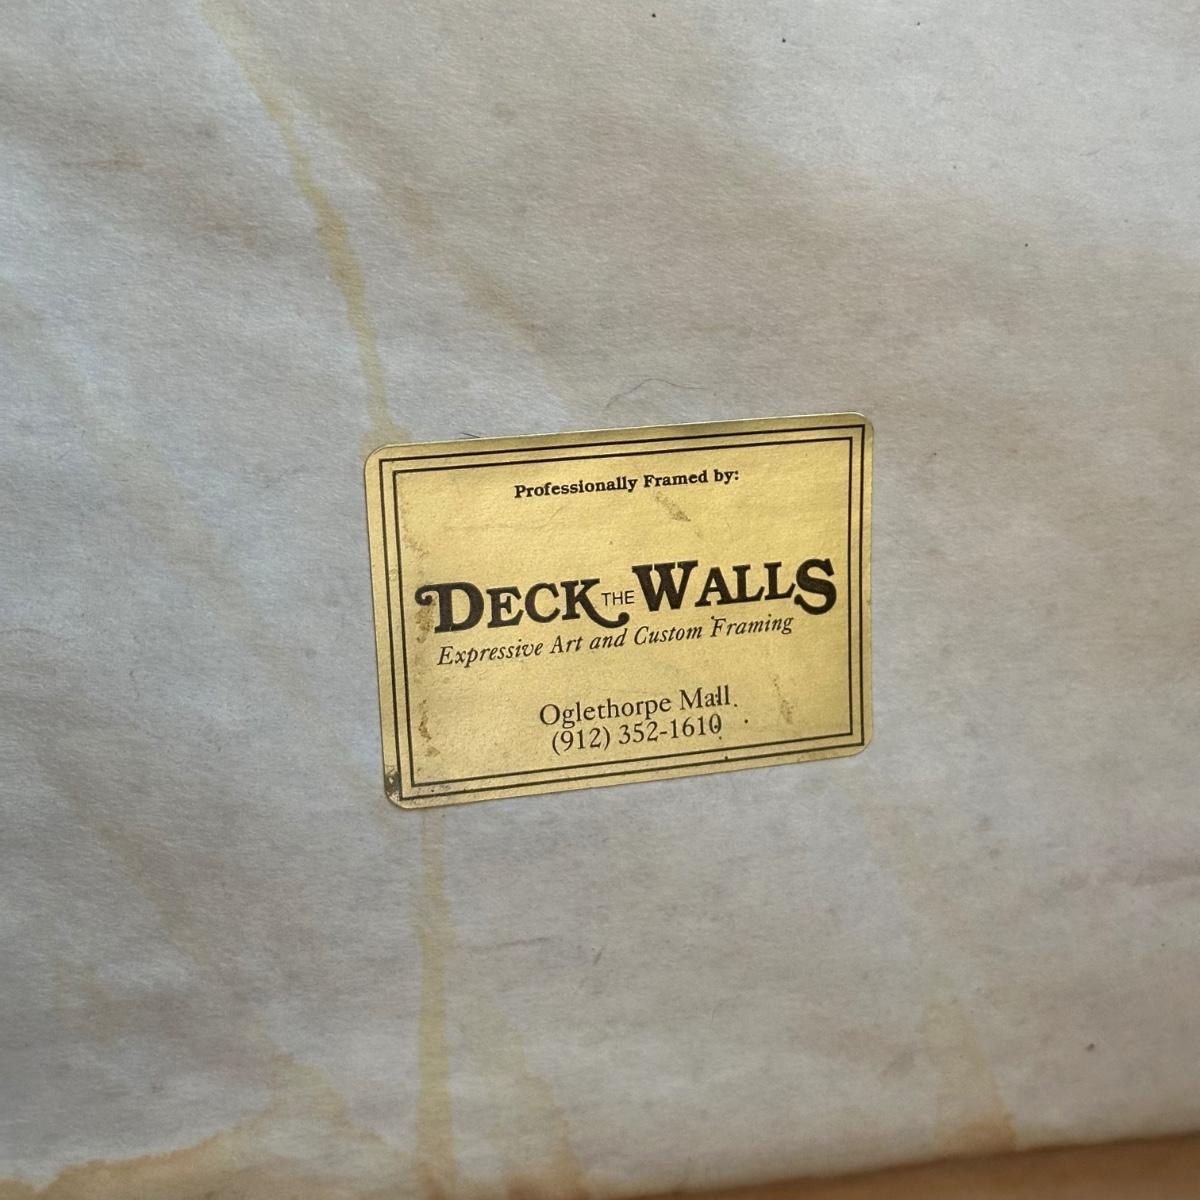 Professionally Framed by:
DECK THE WALLS
Expressive Art and Custom Framing
Oglethorpe Mall
(912) 352-1610